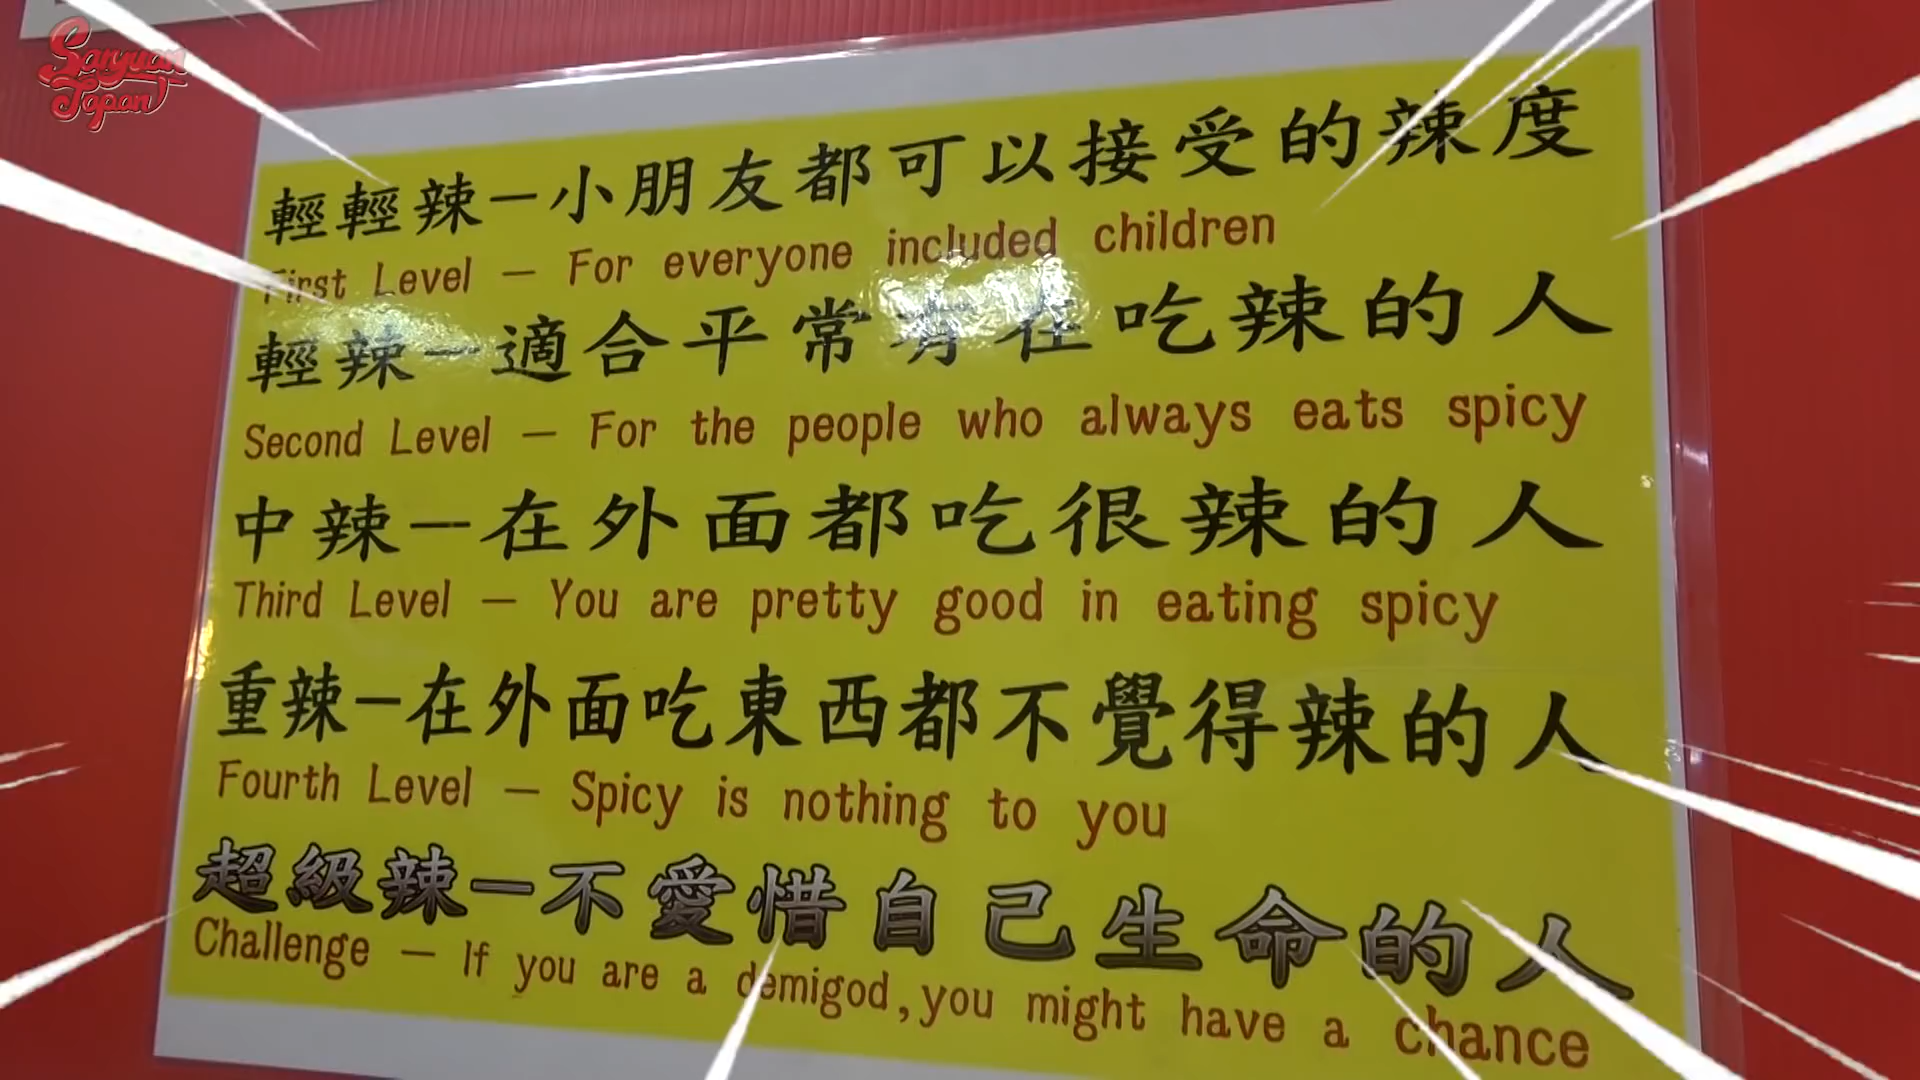 Sanyuan
Japan
輕輕辣－小朋友都可以接受的辣度
First Level － For everyone included children
輕辣－適合平常有在吃辣的人
Second Level － For the people who always eats spicy
中辣－在外面都吃很辣的人
Third Level － You are pretty good in eating spicy
重辣－在外面吃東西都不覺得辣的人
Fourth Level － Spicy is nothing to you
超級辣－不愛惜自己生命的人
Challenge － If you are a demigod,you might have a chance